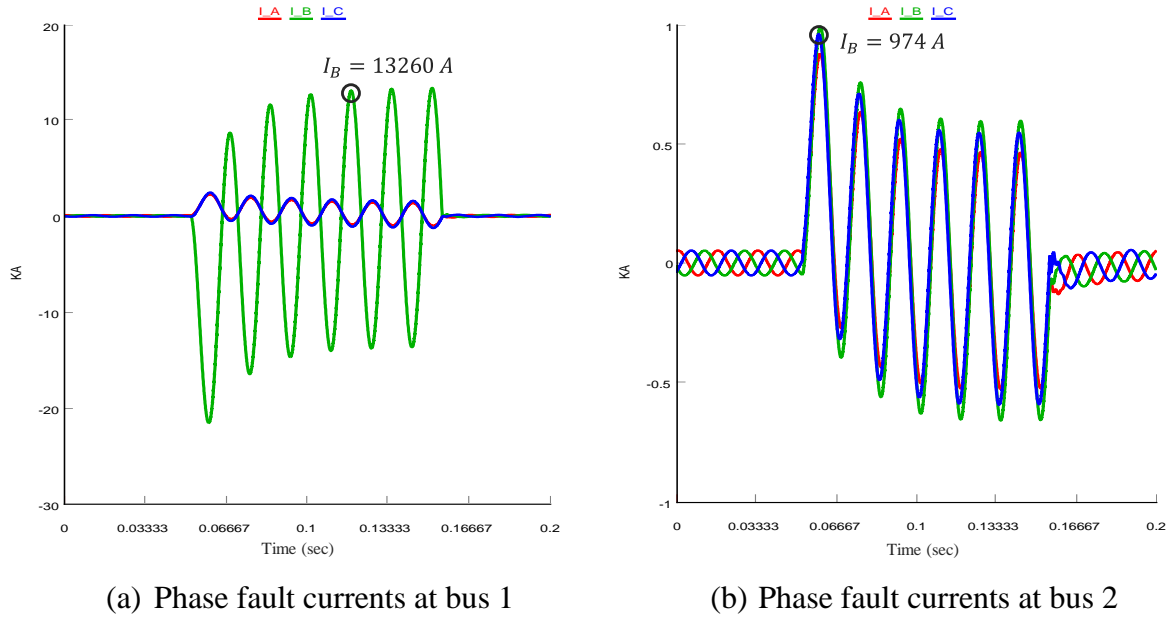 I_A I_B I_C
20
10
0
-10
-20
-30
KA
I_B = 13260 A
0 0.03333 0.06667 0.1 0.13333 0.16667 0.2
Time (sec)
(a) Phase fault currents at bus 1
I_A I_B I_C
1
0.5
0
-0.5
-1
KA
I_B = 974 A
0 0.03333 0.06667 0.1 0.13333 0.16667 0.2
Time (sec)
(b) Phase fault currents at bus 2